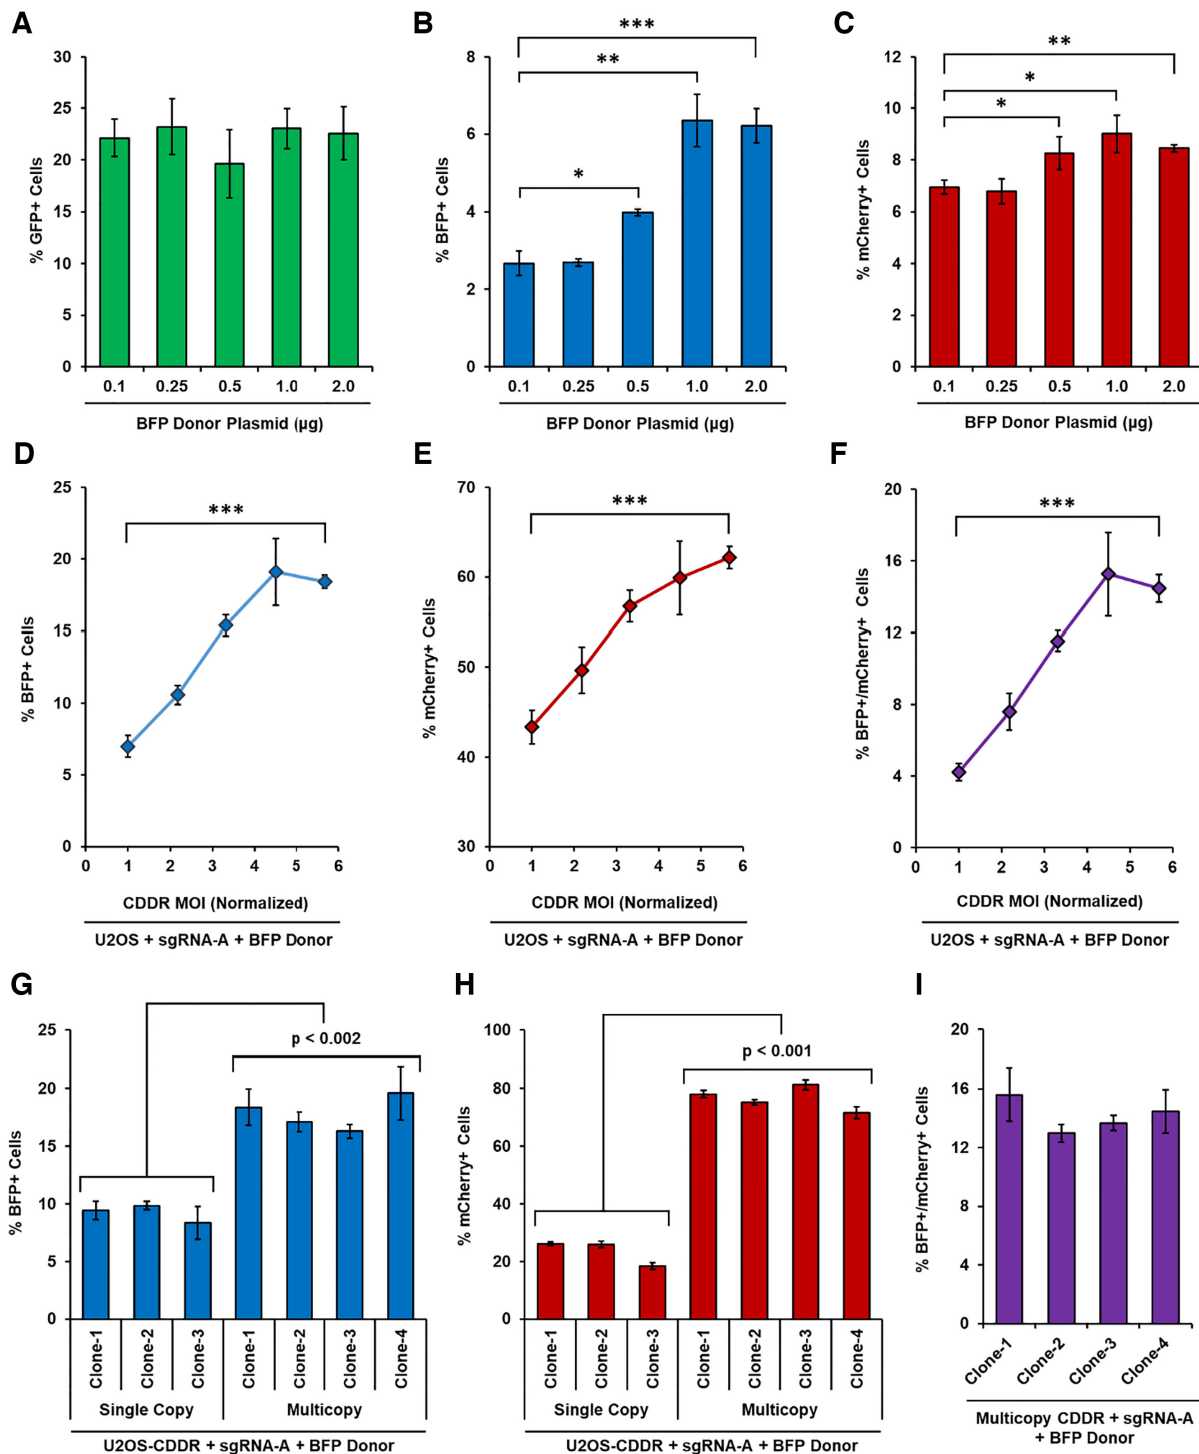 A
30
25
20
15
10
5
0
% GFP+ Cells
0.1 0.25 0.5 1.0 2.0
BFP Donor Plasmid (µg)
B
8
6
4
2
0
% BFP+ Cells
***
**
*
0.1 0.25 0.5 1.0 2.0
BFP Donor Plasmid (µg)
C
12
10
8
6
4
2
0
% mCherry+ Cells
**
*
*
0.1 0.25 0.5 1.0 2.0
BFP Donor Plasmid (µg)
D
25
20
15
10
5
0
% BFP+ Cells
***
0 1 2 3 4 5 6
CDDR MOI (Normalized)
U2OS + sgRNA-A + BFP Donor
E
70
60
50
40
30
% mCherry+ Cells
***
0 1 2 3 4 5 6
CDDR MOI (Normalized)
U2OS + sgRNA-A + BFP Donor
F
20
16
12
8
4
0
% BFP+/mCherry+ Cells
***
0 1 2 3 4 5 6
CDDR MOI (Normalized)
U2OS + sgRNA-A + BFP Donor
G
25
20
15
10
5
0
% BFP+ Cells
p < 0.002
Clone-1
Clone-2
Clone-3
Clone-1
Clone-2
Clone-3
Clone-4
Single Copy
Multicopy
U2OS-CDDR + sgRNA-A + BFP Donor
H
100
80
60
40
20
0
% mCherry+ Cells
p < 0.001
Clone-1
Clone-2
Clone-3
Clone-1
Clone-2
Clone-3
Clone-4
Single Copy
Multicopy
U2OS-CDDR + sgRNA-A + BFP Donor
I
20
16
12
8
4
0
% BFP+/mCherry+ Cells
Clone-1
Clone-2
Clone-3
Clone-4
Multicopy CDDR + sgRNA-A
+ BFP Donor